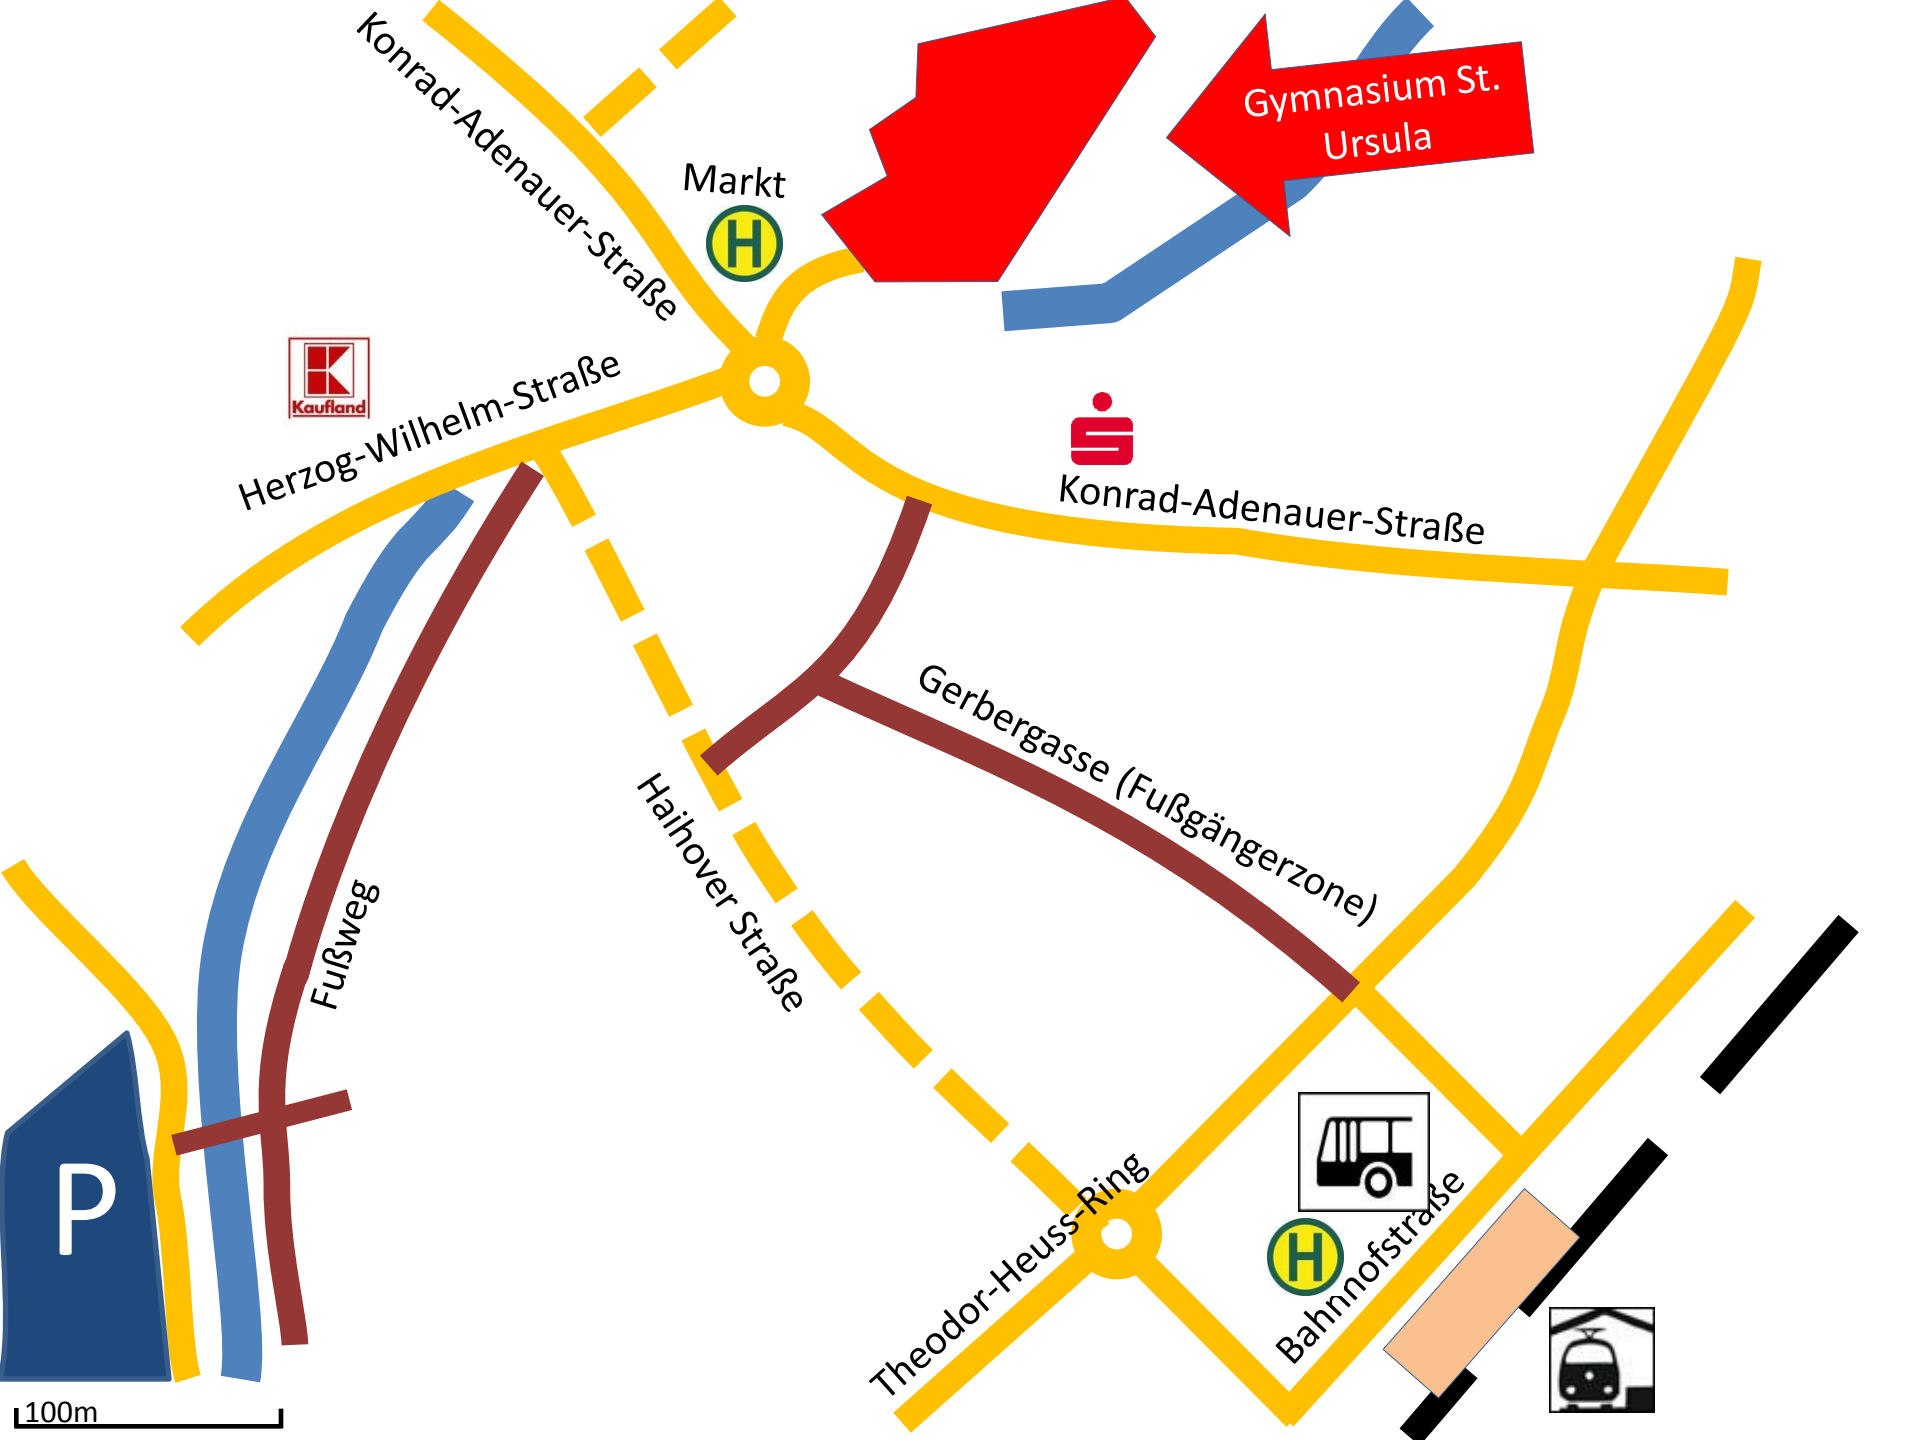 Konrad-Adenauer-Straße
Gymnasium St.
Ursula
Markt
H
Kaufland
Herzog-Wilhelm-Straße
Konrad-Adenauer-Straße
Gerbergasse (Fußgängerzone)
Haihover Straße
Fußweg
P
Theodor-Heuss-Ring
H
Bahnhofstraße
100m